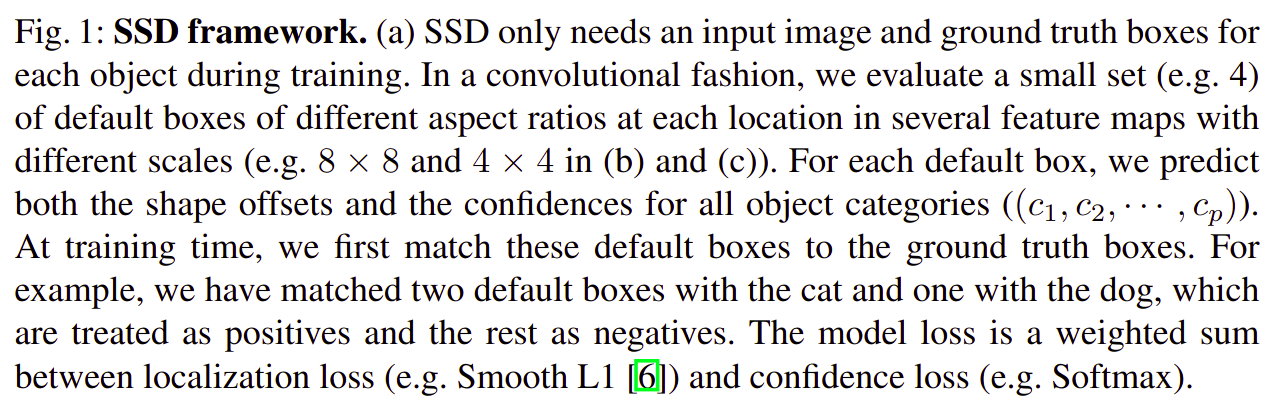 Fig. 1: SSD framework. (a) SSD only needs an input image and ground truth boxes for
each object during training. In a convolutional fashion, we evaluate a small set (e.g. 4)
of default boxes of different aspect ratios at each location in several feature maps with
different scales (e.g. 8 × 8 and 4 × 4 in (b) and (c)). For each default box, we predict
both the shape offsets and the confidences for all object categories ((c₁, c₂, ⋯ , cₚ)).
At training time, we first match these default boxes to the ground truth boxes. For
example, we have matched two default boxes with the cat and one with the dog, which
are treated as positives and the rest as negatives. The model loss is a weighted sum
between localization loss (e.g. Smooth L1 [6]) and confidence loss (e.g. Softmax).